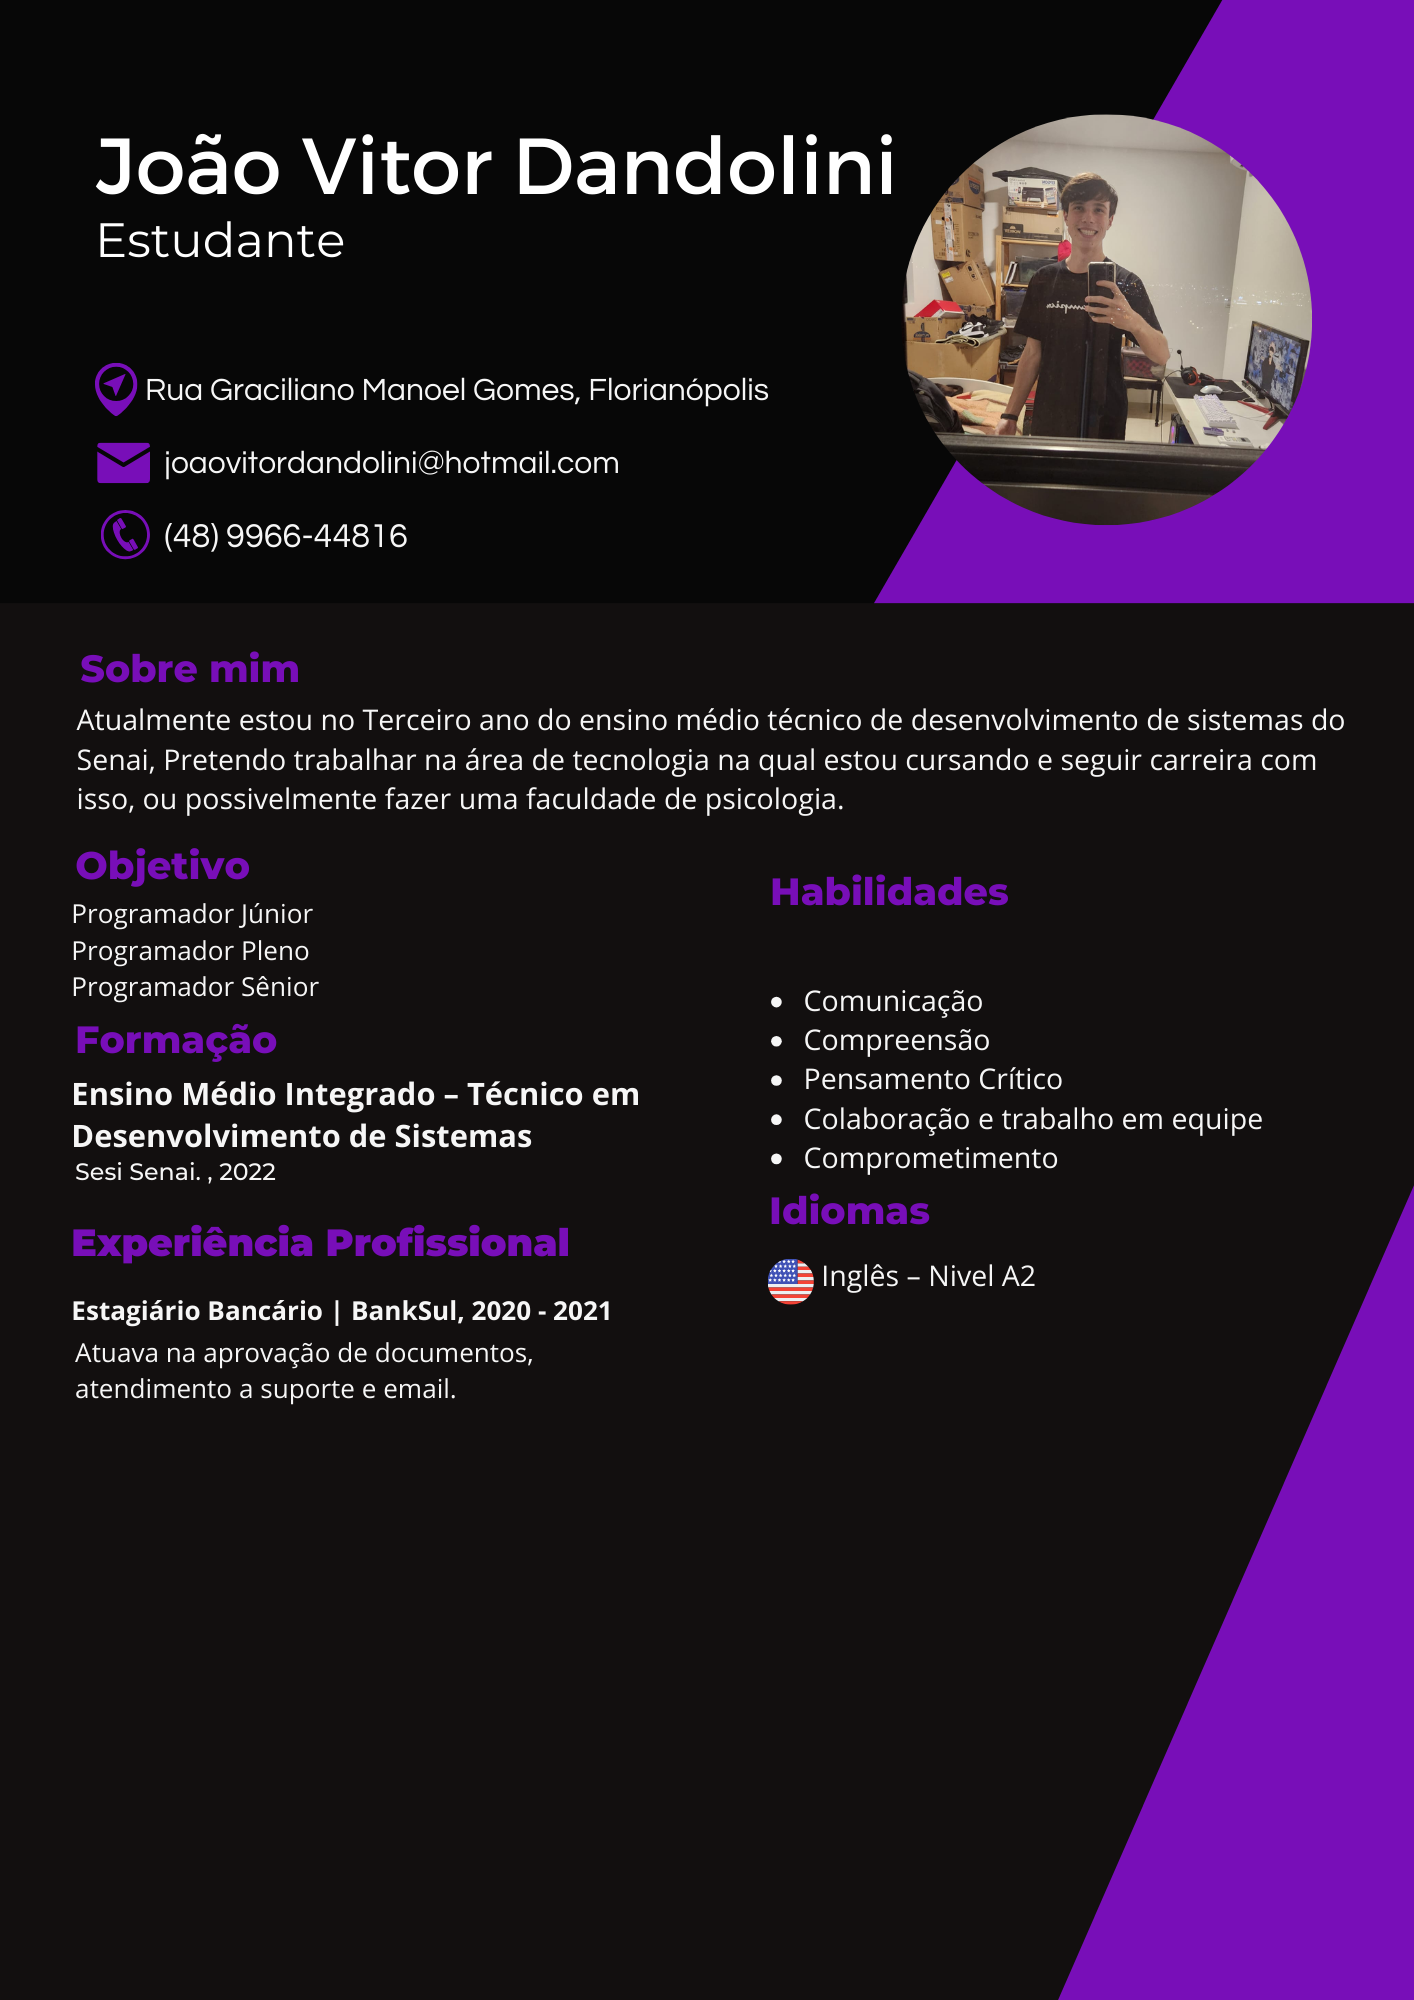 João Vitor Dandolini
Estudante
Rua Graciliano Manoel Gomes, Florianópolis
joaovitordandolini@hotmail.com
(48) 9966-44816
Sobre mim
Atualmente estou no Terceiro ano do ensino médio técnico de desenvolvimento de sistemas do
Senai, Pretendo trabalhar na área de tecnologia na qual estou cursando e seguir carreira com
isso, ou possivelmente fazer uma faculdade de psicologia.
Objetivo
Programador Júnior
Programador Pleno
Programador Sênior
Formação
Ensino Médio Integrado – Técnico em
Desenvolvimento de Sistemas
Sesi Senai. , 2022
Experiência Profissional
Estagiário Bancário | BankSul, 2020 - 2021
Atuava na aprovação de documentos,
atendimento a suporte e email.
Habilidades
• Comunicação
• Compreensão
• Pensamento Crítico
• Colaboração e trabalho em equipe
• Comprometimento
Idiomas
Inglês – Nivel A2